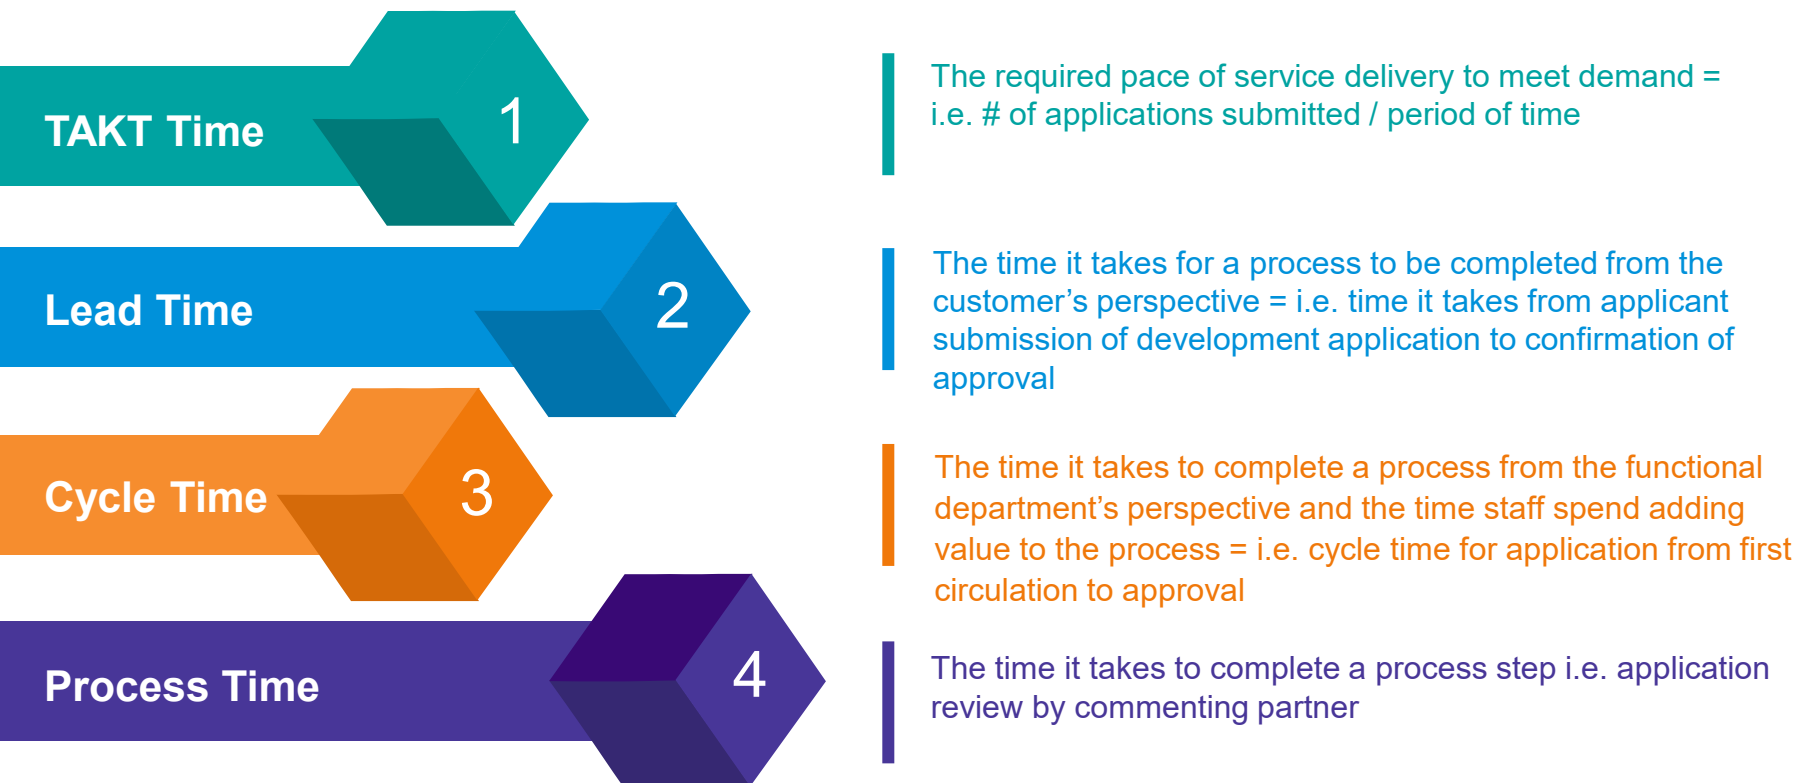 TAKT Time
1
The required pace of service delivery to meet demand =
i.e. # of applications submitted / period of time
Lead Time
2
The time it takes for a process to be completed from the
customer’s perspective = i.e. time it takes from applicant
submission of development application to confirmation of
approval
Cycle Time
3
The time it takes to complete a process from the functional
department’s perspective and the time staff spend adding
value to the process = i.e. cycle time for application from first
circulation to approval
Process Time
4
The time it takes to complete a process step i.e. application
review by commenting partner